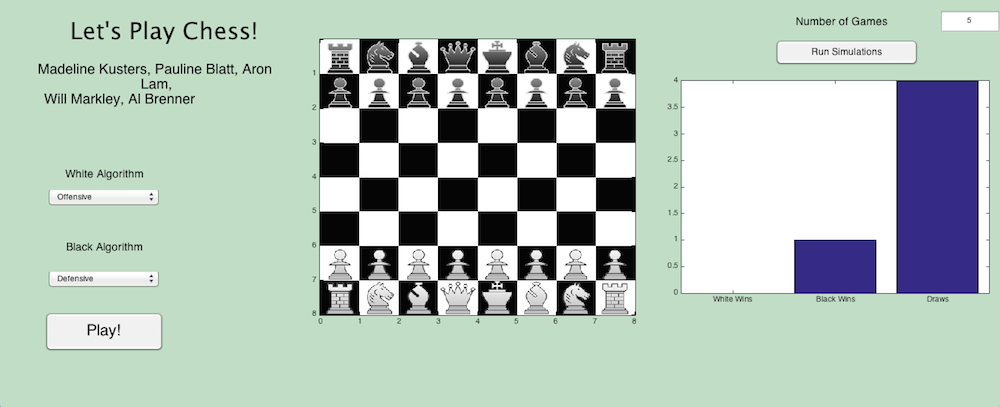 Let's Play Chess!
Madeline Kusters, Pauline Blatt, Aron
Lam,
Will Markley, Al Brenner
White Algorithm
Offensive
Black Algorithm
Defensive
Play!
1
2
3
4
5
6
7
8
0 1 2 3 4 5 6 7 8
Number of Games
5
Run Simulations
4
3.5
3
2.5
2
1.5
1
0.5
0
White Wins Black Wins Draws